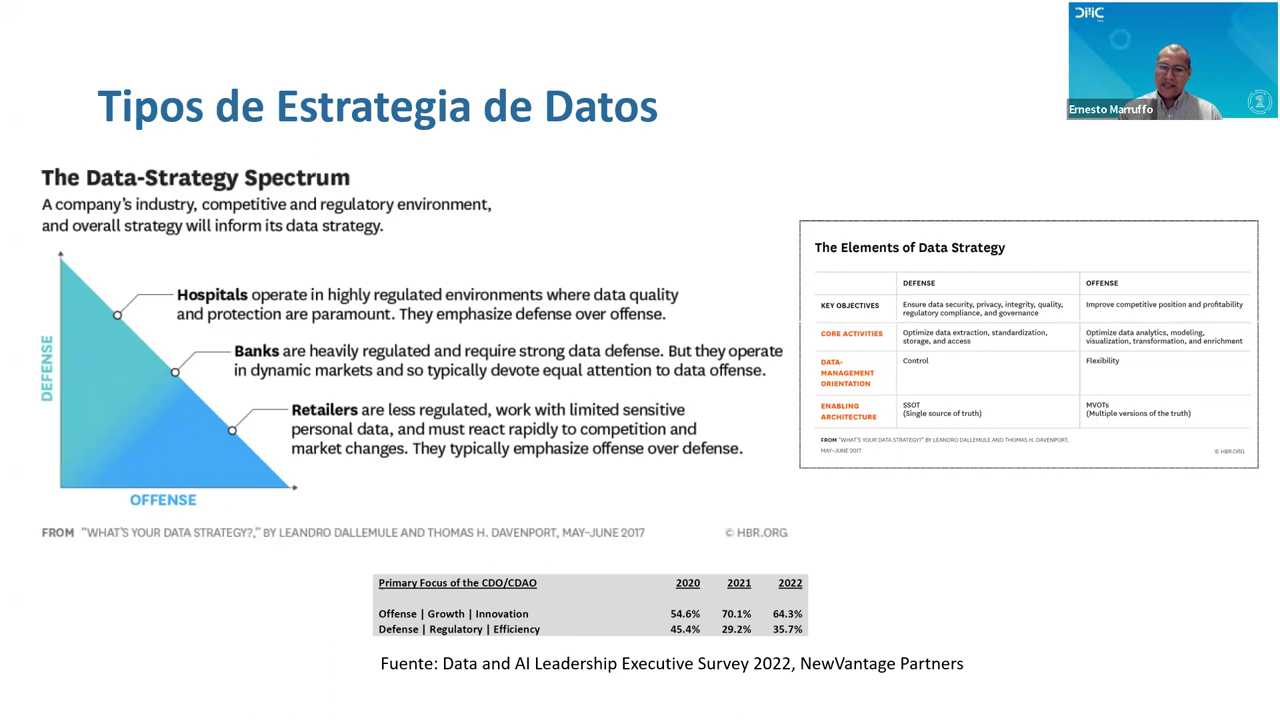 DMC
Ernesto Marruffo
Tipos de Estrategia de Datos
The Data-Strategy Spectrum
A company's industry, competitive and regulatory environment,
and overall strategy will inform its data strategy.
DEFENSE
OFFENSE
Hospitals operate in highly regulated environments where data quality
and protection are paramount. They emphasize defense over offense.
Banks are heavily regulated and require strong data defense. But they operate
in dynamic markets and so typically devote equal attention to data offense.
Retailers are less regulated, work with limited sensitive
personal data, and must react rapidly to competition and
market changes. They typically emphasize offense over defense.
FROM “WHAT'S YOUR DATA STRATEGY?,” BY LEANDRO DALLEMULE AND THOMAS H. DAVENPORT, MAY–JUNE 2017 © HBR.ORG
The Elements of Data Strategy
DEFENSE OFFENSE
KEY OBJECTIVES
Ensure data security, privacy, integrity, quality,
regulatory compliance, and governance
Improve competitive position and profitability
CORE ACTIVITIES
Optimize data extraction, standardization,
storage, and access
Optimize data analytics, modeling,
visualization, transformation, and enrichment
DATA-
MANAGEMENT
ORIENTATION
Control
Flexibility
ENABLING
ARCHITECTURE
SSOT
(Single source of truth)
MVOTs
(Multiple versions of the truth)
FROM “WHAT'S YOUR DATA STRATEGY?” BY LEANDRO DALLEMULE AND THOMAS H. DAVENPORT,
MAY–JUNE 2017 © HBR.ORG
Primary Focus of the CDO/CDAO 2020 2021 2022
Offense | Growth | Innovation 54.6% 70.1% 64.3%
Defense | Regulatory | Efficiency 45.4% 29.2% 35.7%
Fuente: Data and AI Leadership Executive Survey 2022, NewVantage Partners